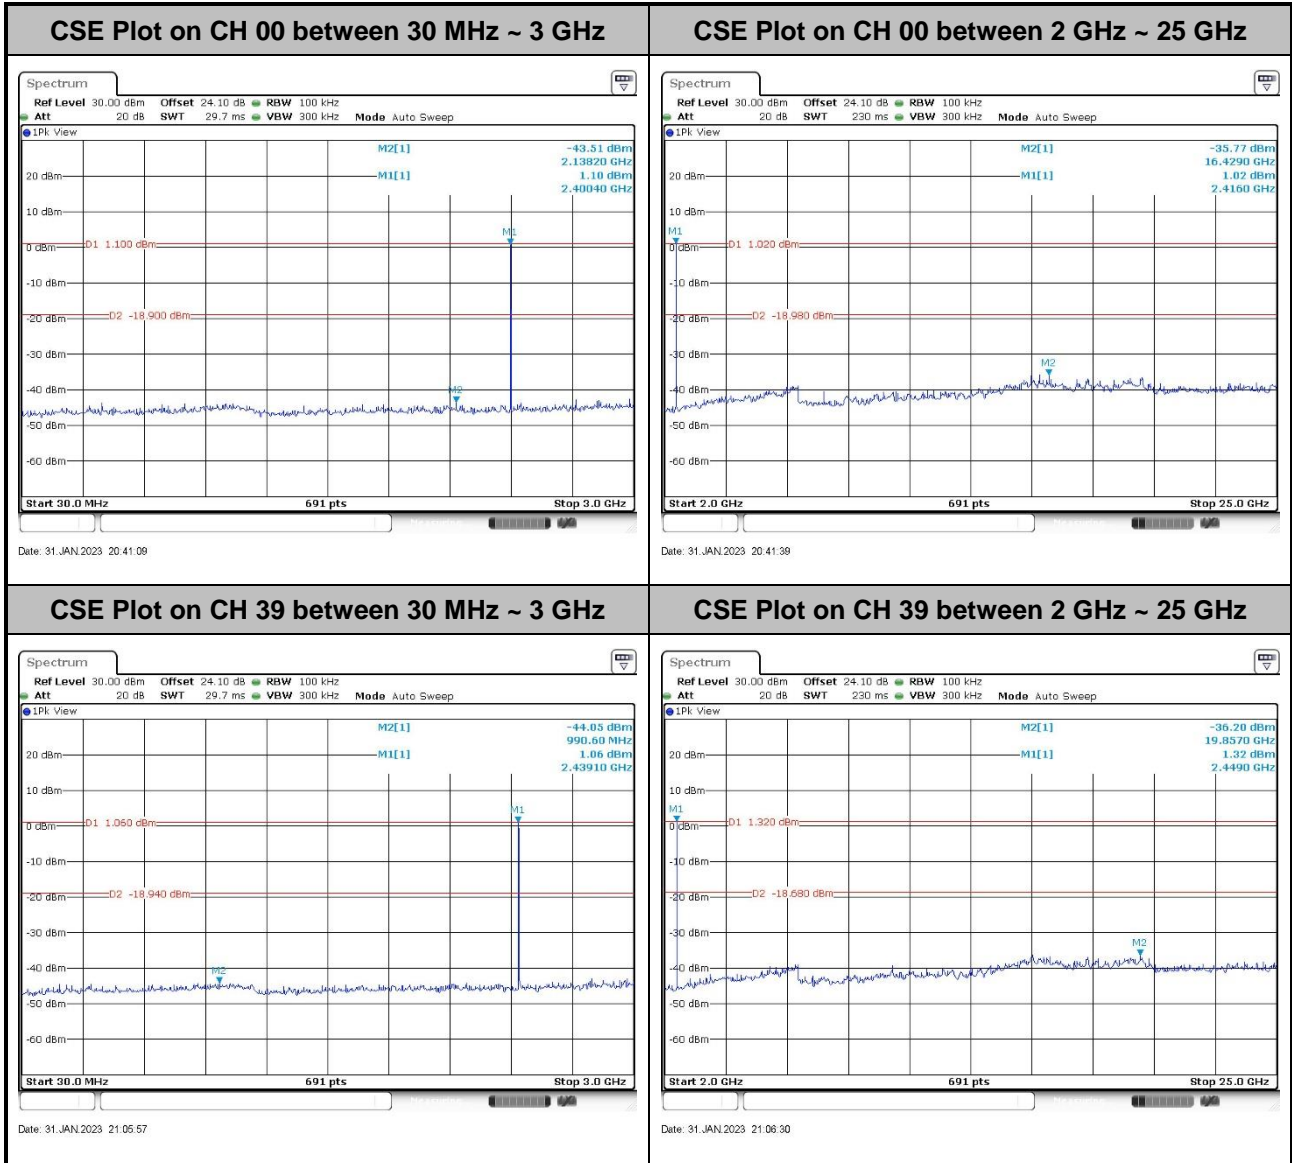 CSE Plot on CH 00 between 30 MHz ~ 3 GHz
Spectrum
Ref Level 30.00 dBm Offset 24.10 dB RBW 100 kHz
Att 20 dB SWT 29.7 ms VBW 300 kHz Mode Auto Sweep
1Pk View
M2[1] -43.51 dBm
2.13820 GHz
20 dBm M1[1] 1.10 dBm
2.40040 GHz
10 dBm
M1
0 dBm D1 1.100 dBm
-10 dBm
-20 dBm D2 -18.900 dBm
-30 dBm
-40 dBm M2
-50 dBm
-60 dBm
Start 30.0 MHz 691 pts Stop 3.0 GHz
Date: 31.JAN.2023 20:41:09
CSE Plot on CH 00 between 2 GHz ~ 25 GHz
Spectrum
Ref Level 30.00 dBm Offset 24.10 dB RBW 100 kHz
Att 20 dB SWT 230 ms VBW 300 kHz Mode Auto Sweep
1Pk View
M2[1] -35.77 dBm
16.4290 GHz
20 dBm M1[1] 1.02 dBm
2.4160 GHz
10 dBm
M1
0 dBm D1 1.020 dBm
-10 dBm
-20 dBm D2 -18.980 dBm
-30 dBm
M2
-40 dBm
-50 dBm
-60 dBm
Start 2.0 GHz 691 pts Stop 25.0 GHz
Date: 31.JAN.2023 20:41:39
CSE Plot on CH 39 between 30 MHz ~ 3 GHz
Spectrum
Ref Level 30.00 dBm Offset 24.10 dB RBW 100 kHz
Att 20 dB SWT 29.7 ms VBW 300 kHz Mode Auto Sweep
1Pk View
M2[1] -44.05 dBm
990.60 MHz
20 dBm M1[1] 1.06 dBm
2.43910 GHz
10 dBm
M1
0 dBm D1 1.060 dBm
-10 dBm
-20 dBm D2 -18.940 dBm
-30 dBm
-40 dBm M2
-50 dBm
-60 dBm
Start 30.0 MHz 691 pts Stop 3.0 GHz
Date: 31.JAN.2023 21:05:57
CSE Plot on CH 39 between 2 GHz ~ 25 GHz
Spectrum
Ref Level 30.00 dBm Offset 24.10 dB RBW 100 kHz
Att 20 dB SWT 230 ms VBW 300 kHz Mode Auto Sweep
1Pk View
M2[1] -36.20 dBm
19.8570 GHz
20 dBm M1[1] 1.32 dBm
2.4490 GHz
10 dBm
M1
0 dBm D1 1.320 dBm
-10 dBm
-20 dBm D2 -18.680 dBm
-30 dBm
M2
-40 dBm
-50 dBm
-60 dBm
Start 2.0 GHz 691 pts Stop 25.0 GHz
Date: 31.JAN.2023 21:06:30